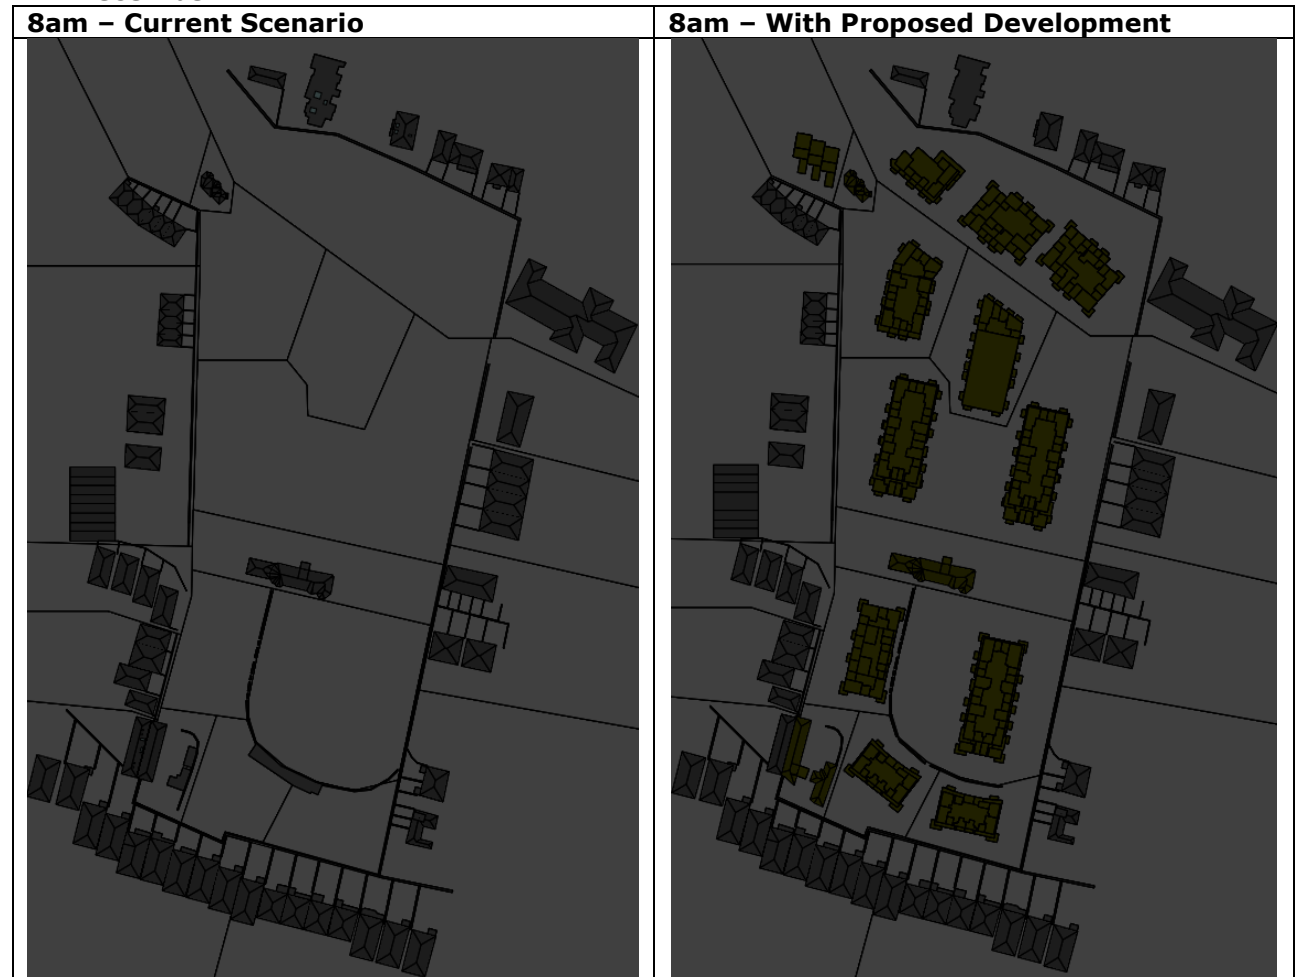 8am – Current Scenario
8am – With Proposed Development